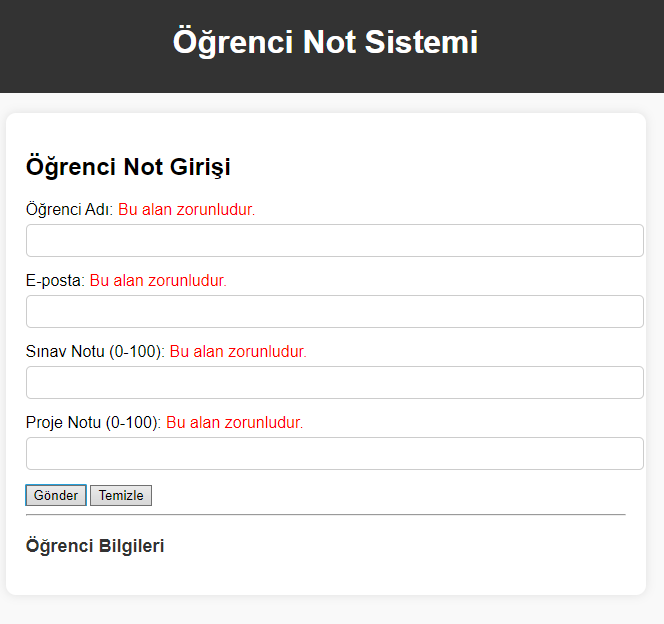 Öğrenci Not Sistemi
Öğrenci Not Girişi
Öğrenci Adı: Bu alan zorunludur.
E-posta: Bu alan zorunludur.
Sınav Notu (0-100): Bu alan zorunludur.
Proje Notu (0-100): Bu alan zorunludur.
Gönder Temizle
Öğrenci Bilgileri